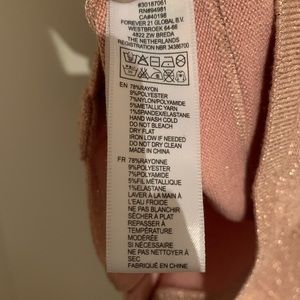 #30187061
RN#94981
CA#40198
FOREVER 21 GLOBAL B.V.
WESTBROEK 64-66
4822 ZW BREDA
THE NETHERLANDS
REGISTERED NBR 34386700
EN 78%RAYON
9%POLYESTER
7%NYLON/POLYAMIDE
5%METALLIC YARN
1%SPANDEX/ELASTANE
HAND WASH COLD
DO NOT BLEACH
DRY FLAT
IRON LOW IF NEEDED
DO NOT DRY CLEAN
MADE IN CHINA
FR 78%RAYONNE
9%POLYESTER
7%POLYAMIDE
5%FIL MÉTALLIQUE
1%ELASTANE
LAVER À LA MAIN À
L'EAU FROIDE
NE PAS BLANCHIR
SÉCHER À PLAT
REPASSER À
TEMPÉRATURE
MODÉRÉE
SI NÉCESSAIRE
NE PAS NETTOYER À
SEC
FABRIQUÉ EN CHINE